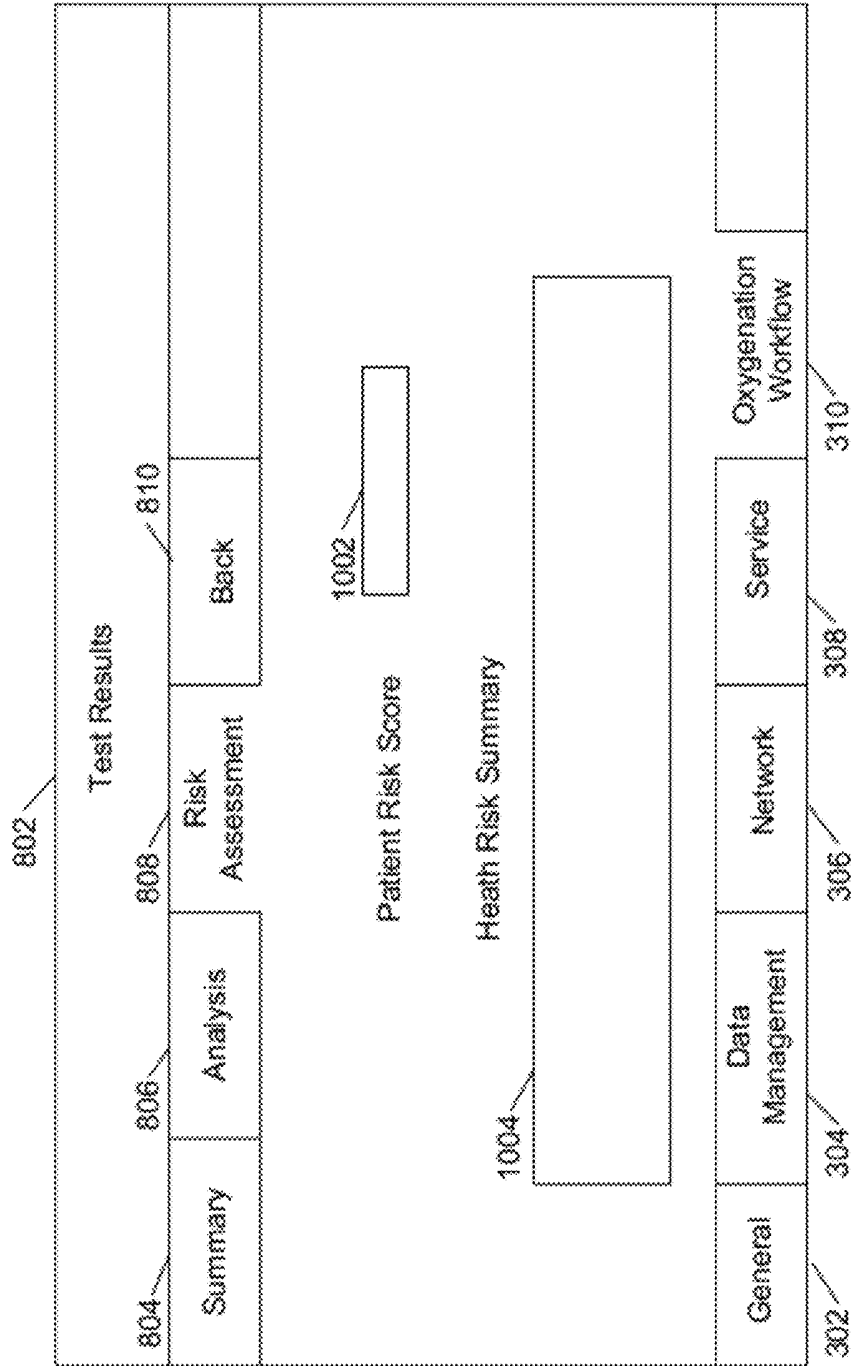 802
Test Results
804
806
808
810
Summary
Analysis
Risk
Assessment
Back
Patient Risk Score
1002
Heath Risk Summary
1004
General
Data
Management
Network
Service
Oxygenation
Workflow
302
304
306
308
310